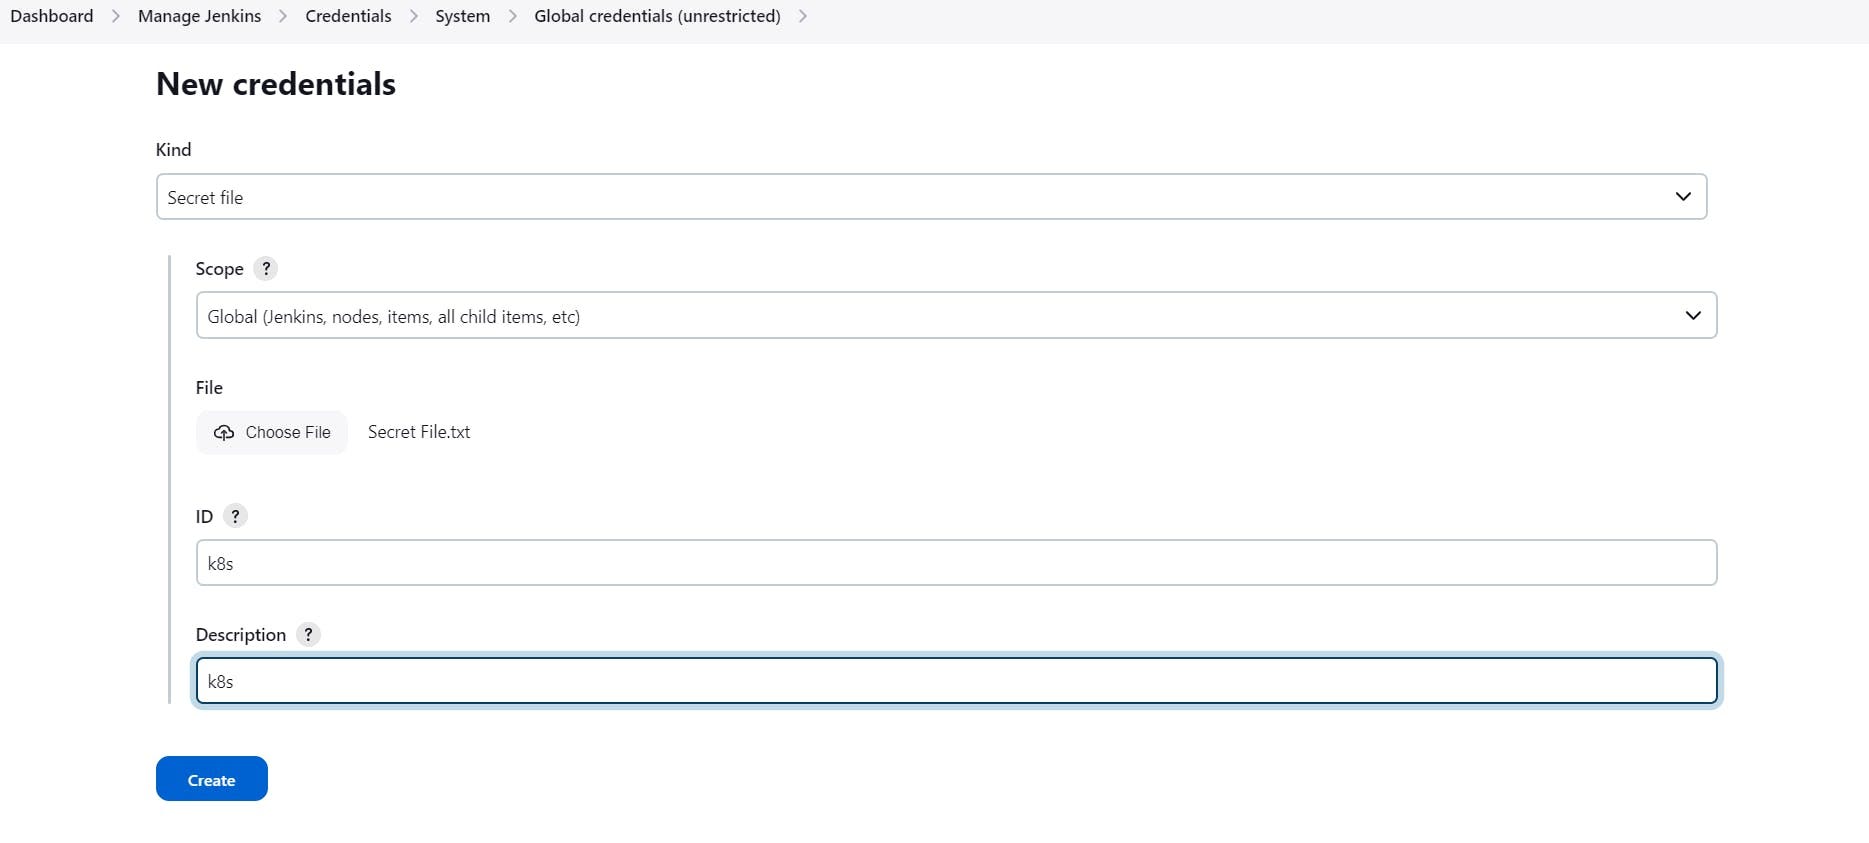 Dashboard > Manage Jenkins > Credentials > System > Global credentials (unrestricted) >
New credentials
Kind
Secret file
Scope ?
Global (Jenkins, nodes, items, all child items, etc)
File
Choose File Secret File.txt
ID ?
k8s
Description ?
k8s
Create